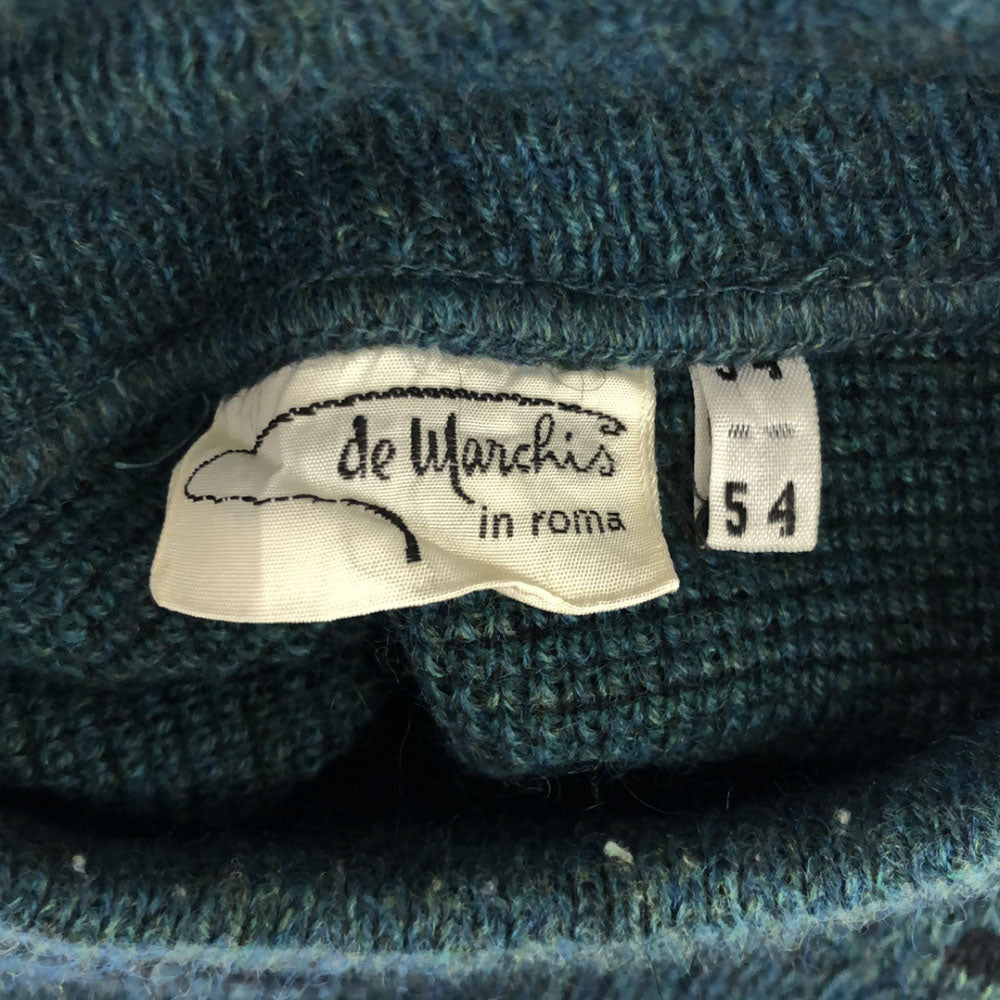 de Marchis
in roma
54